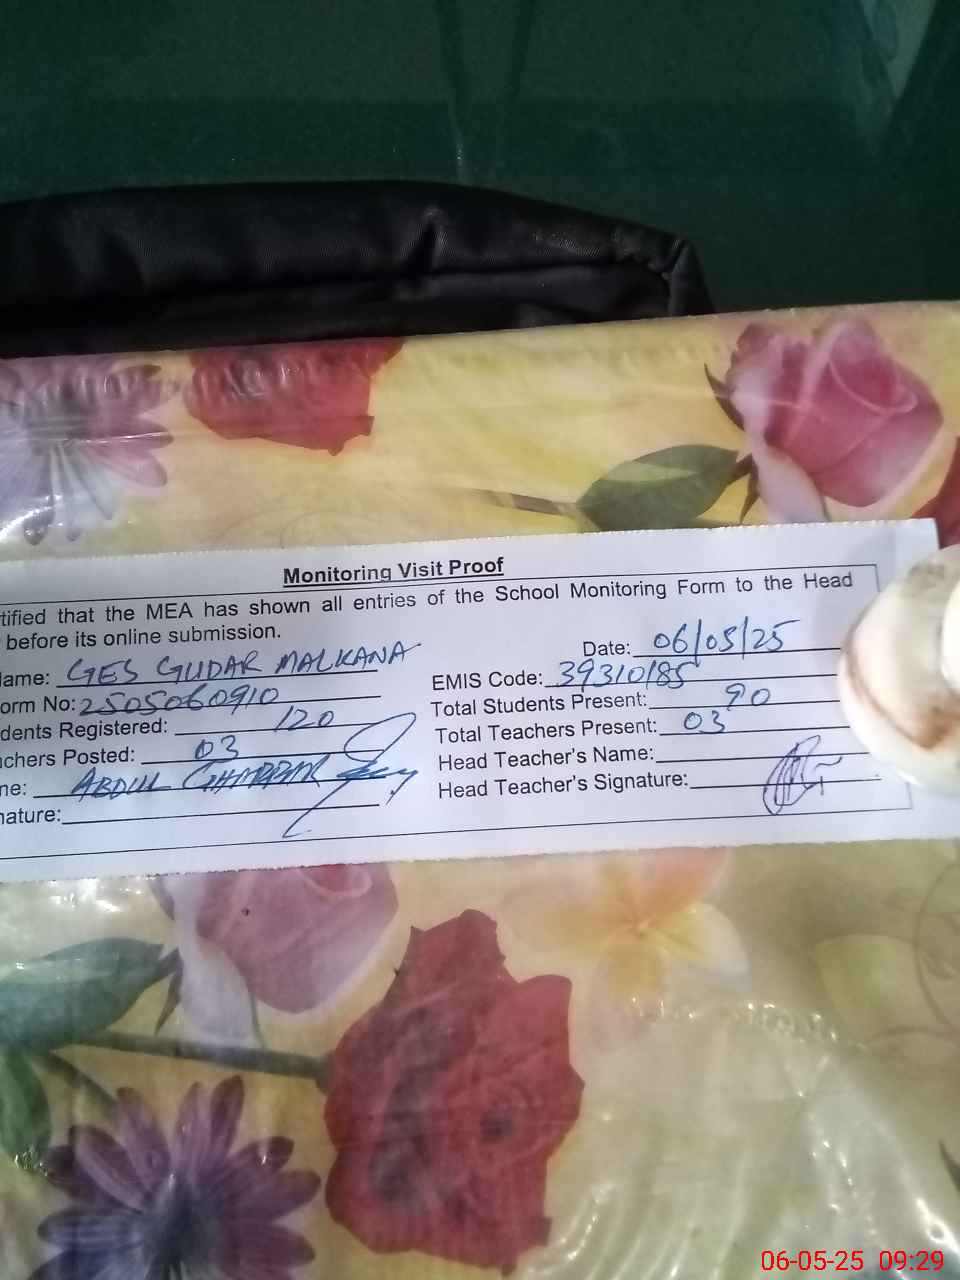 Monitoring Visit Proof
tified that the MEA has shown all entries of the School Monitoring Form to the Head
before its online submission.
Date: 06/05/25
ame: GES GUDAR MALKANA
EMIS Code: 39310185
orm No: 2505060910
Total Students Present: 90
dents Registered: 120
Total Teachers Present: 03
chers Posted: 03
Head Teacher's Name:
ne: ABDUL GHAFFAR
Head Teacher's Signature:
nature:
06-05-25 09:29